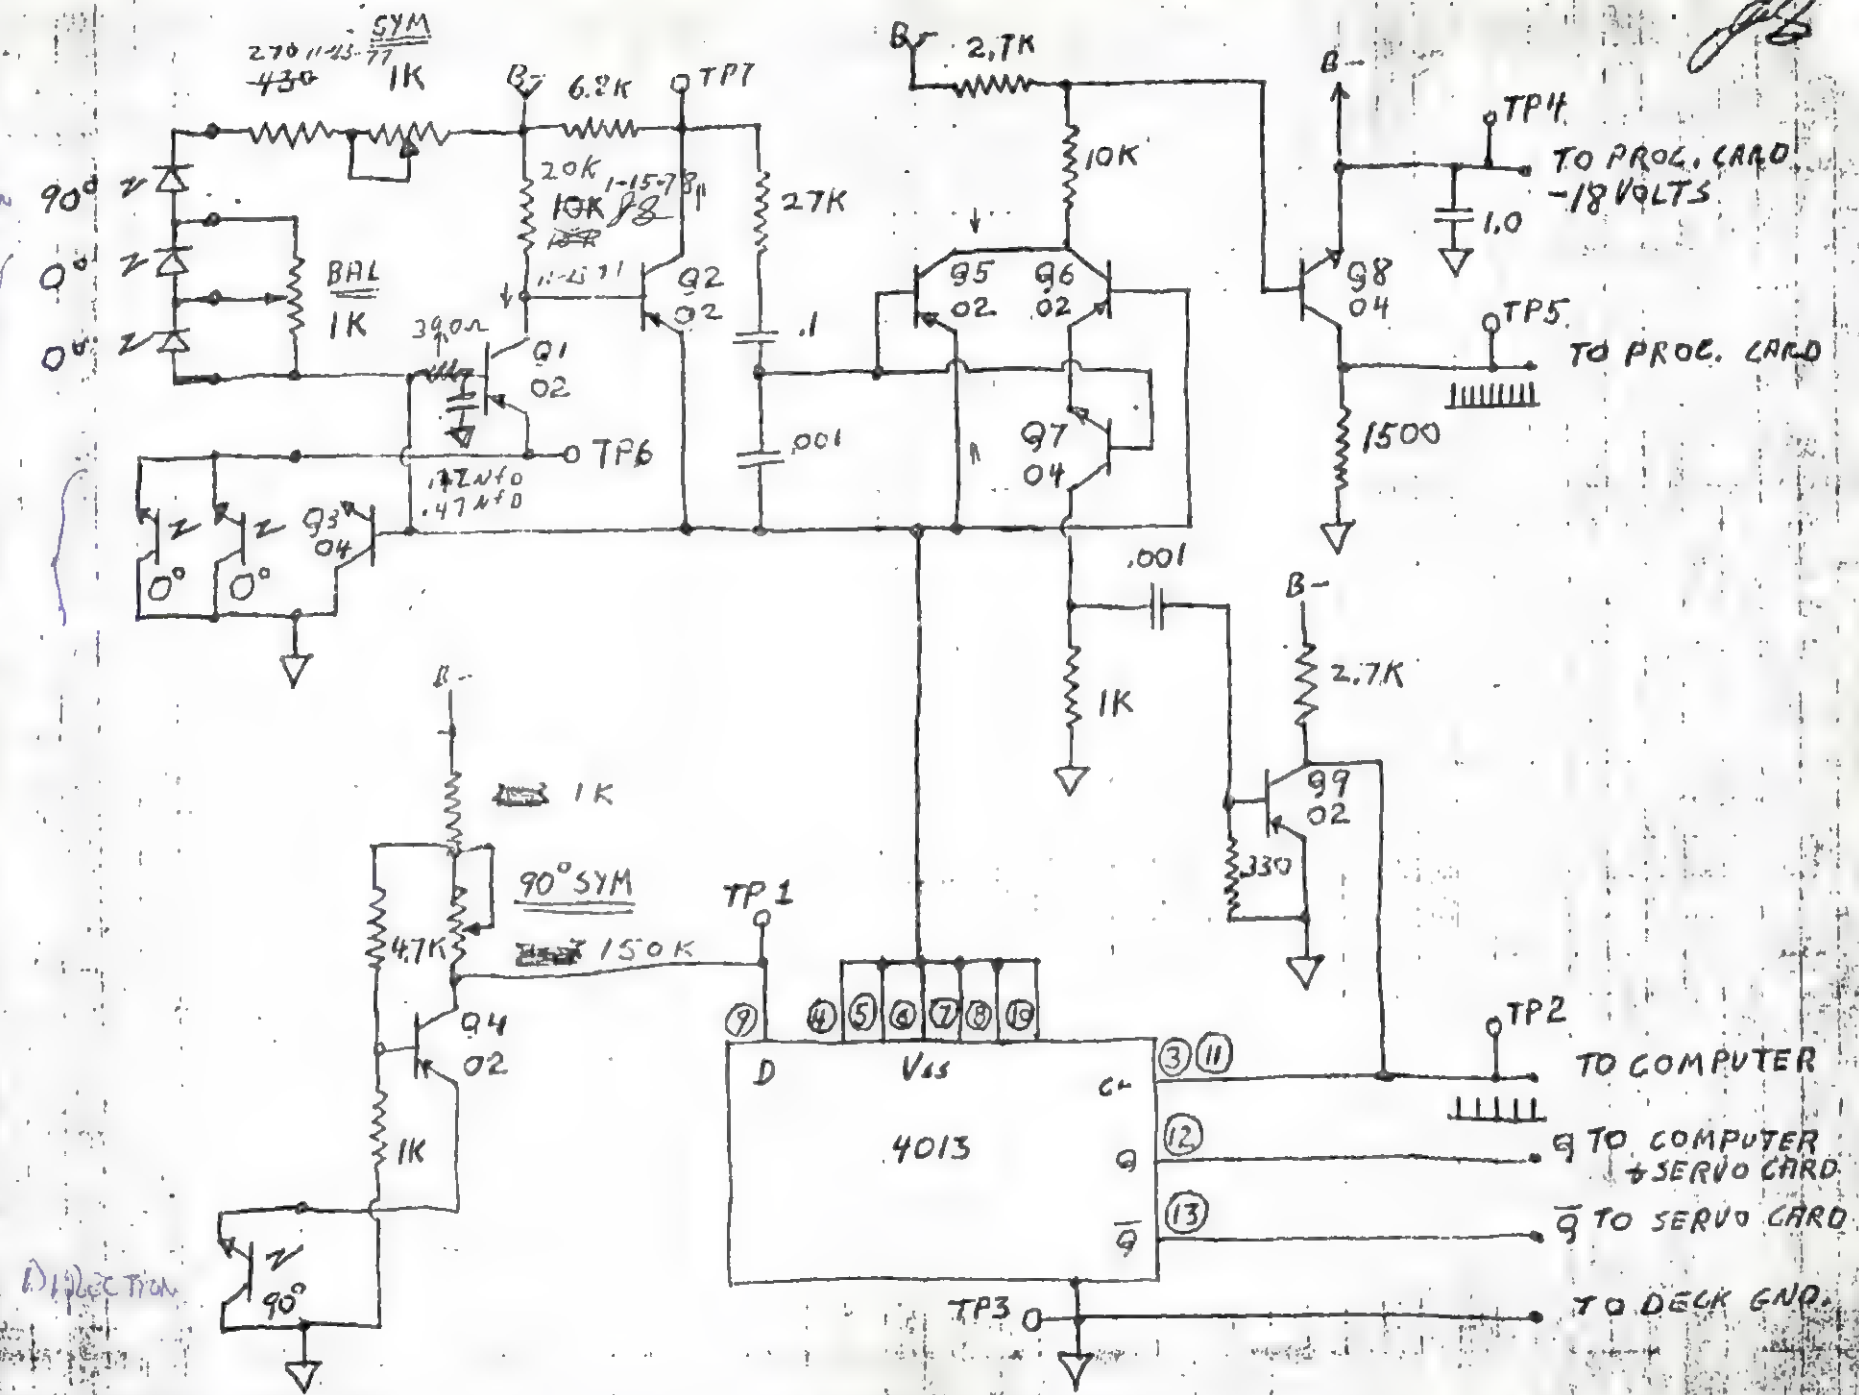 SYM
270 11-23-77
430
1K
B-
6.8K
TP7
B-
2.7K
B-
TP4
TO PROC. CARD
-18 VOLTS
1.0
90°
0°
0°
BAL
1K
20K
1-15-78
10K
27K
10K
Q2
02
390Ω
Q1
02
.1
Q5
02
Q6
02
Q8
04
TP5
TO PROC. CARD
1500
TP6
.001
Q7
04
.47 MFD
Q3
04
0°
0°
.001
B-
2.7K
1K
B-
1K
Q9
02
330
90° SYM
150K
47K
TP1
Q4
02
1K
9
4
5
6
7
8
10
D
VSS
CL
4013
3
11
TP2
TO COMPUTER
12
Q
Q TO COMPUTER
+ SERVO CARD
13
Q̅
Q̅ TO SERVO CARD
DIRECTION
90°
TP3
TO DECK GND.